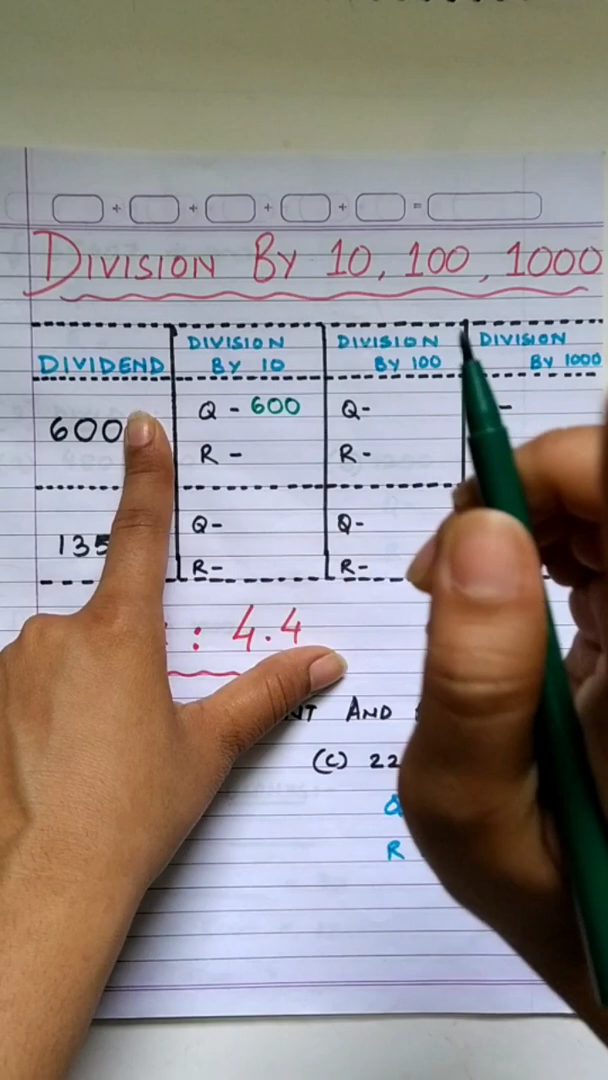 + + + + =
DIVISION BY 10, 100, 1000
DIVIDEND DIVISION BY 10 DIVISION BY 100 DIVISION BY 1000
600 Q - 600 Q-
R - R-
135 Q- Q-
R- R-
: 4.4
AND
(C) 22
Q
R